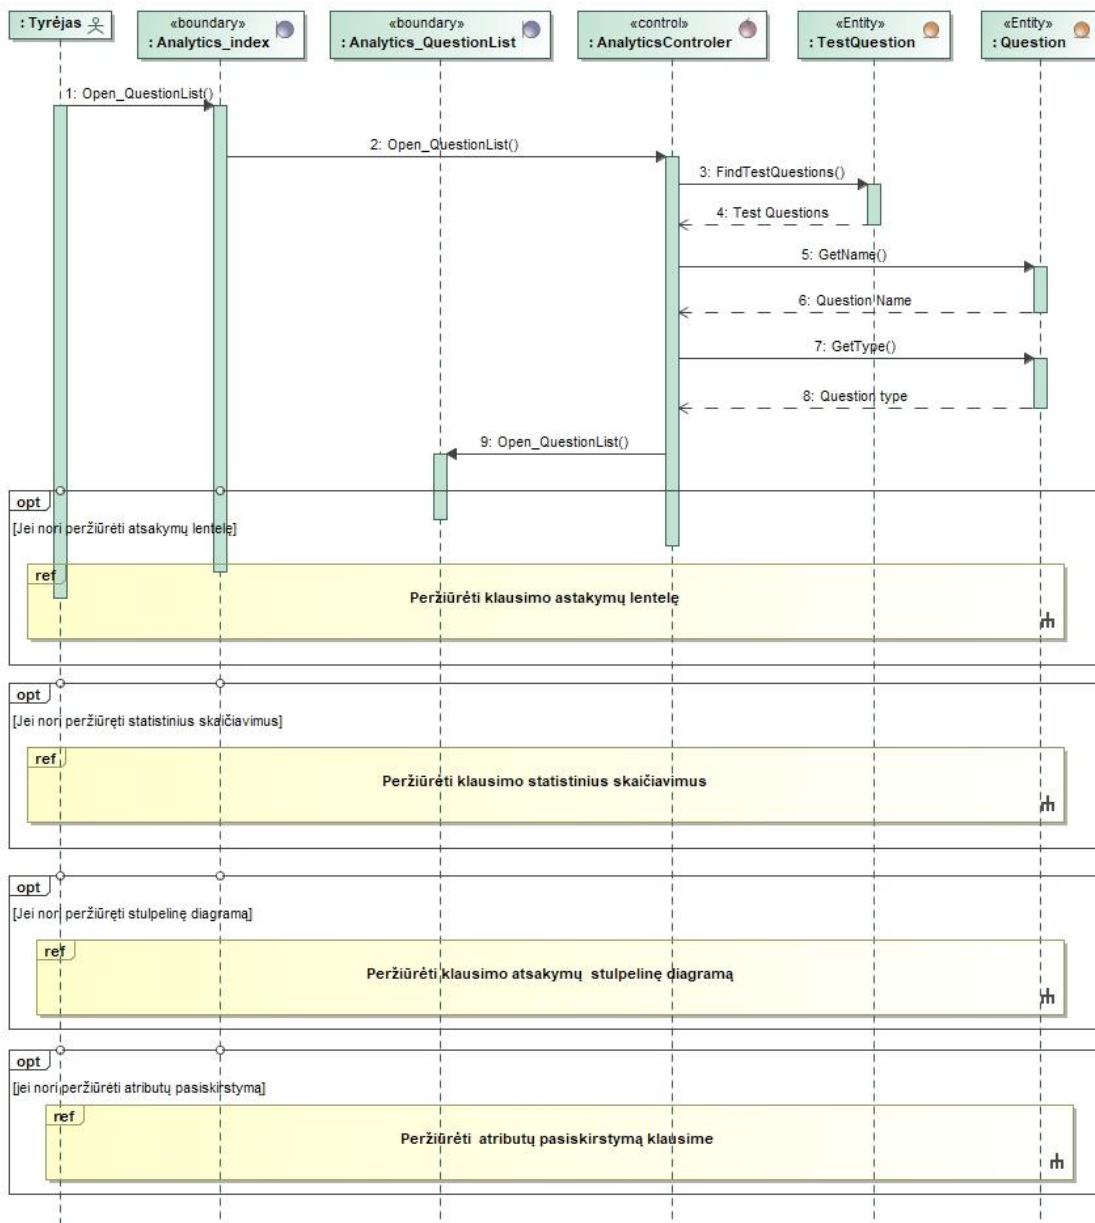 : Tyrėjas
«boundary»
: Analytics_index
«boundary»
: Analytics_QuestionList
«control»
: AnalyticsControler
«Entity»
: TestQuestion
«Entity»
: Question
1: Open_QuestionList()
2: Open_QuestionList()
3: FindTestQuestions()
4: Test Questions
5: GetName()
6: Question Name
7: GetType()
8: Question type
9: Open_QuestionList()
opt
[Jei nori peržiūrėti atsakymų lentelę]
ref
Peržiūrėti klausimo astakymų lentelę
opt
[Jei nori peržiūręti statistinius skaičiavimus]
ref
Peržiūrėti klausimo statistinius skaičiavimus
opt
[Jei nori peržiūręti stulpelinę diagramą]
ref
Peržiūrėti klausimo atsakymų stulpelinę diagramą
opt
[jei nori peržiūrėti atributų pasiskirstymą]
ref
Peržiūrėti atributų pasiskirstymą klausime